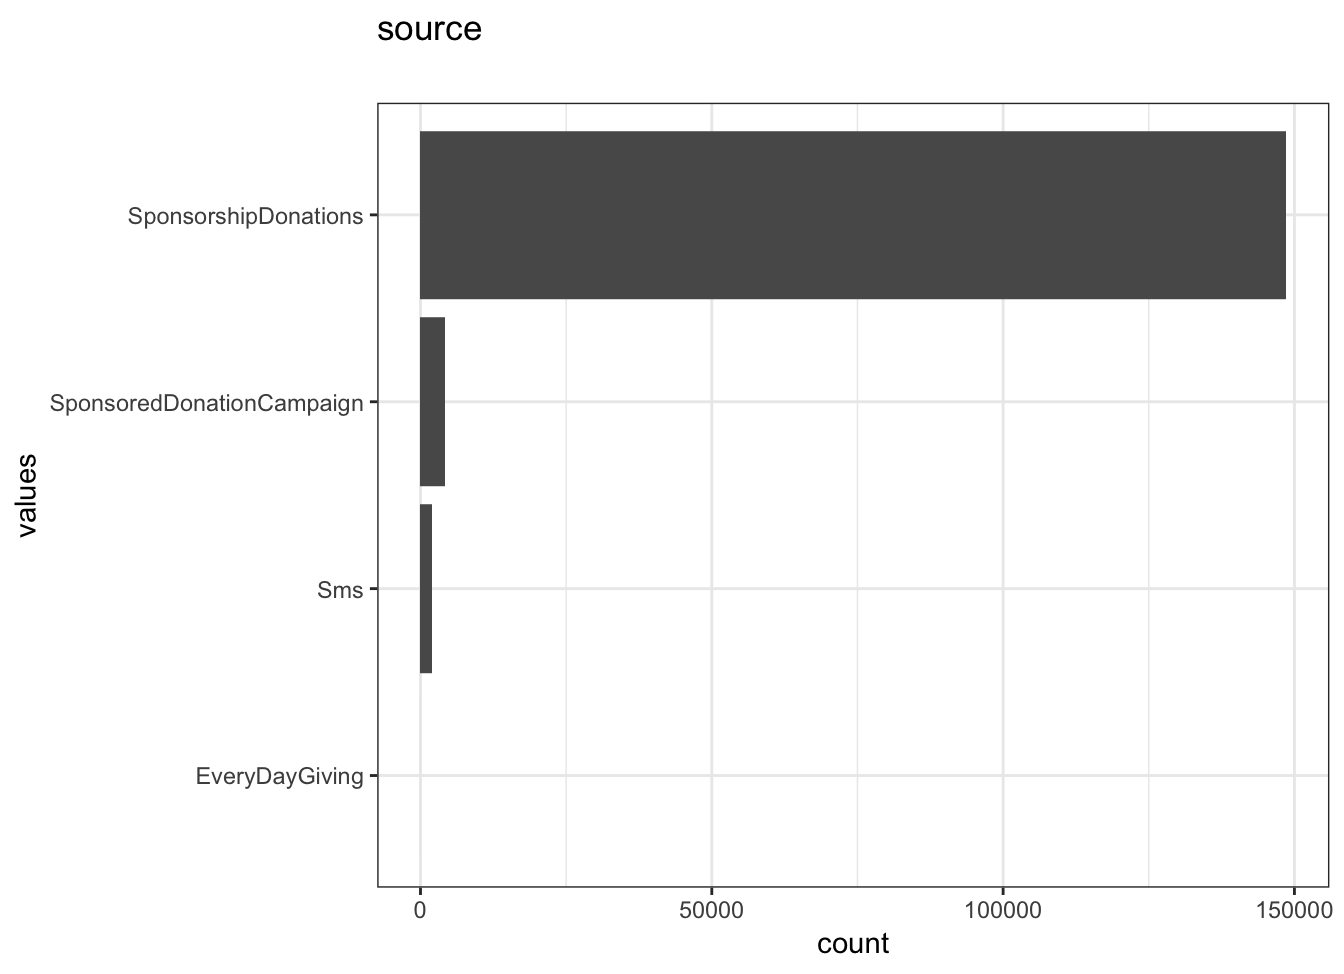 source
SponsorshipDonations
SponsoredDonationCampaign
values
Sms
EveryDayGiving
0 50000 100000 150000
count